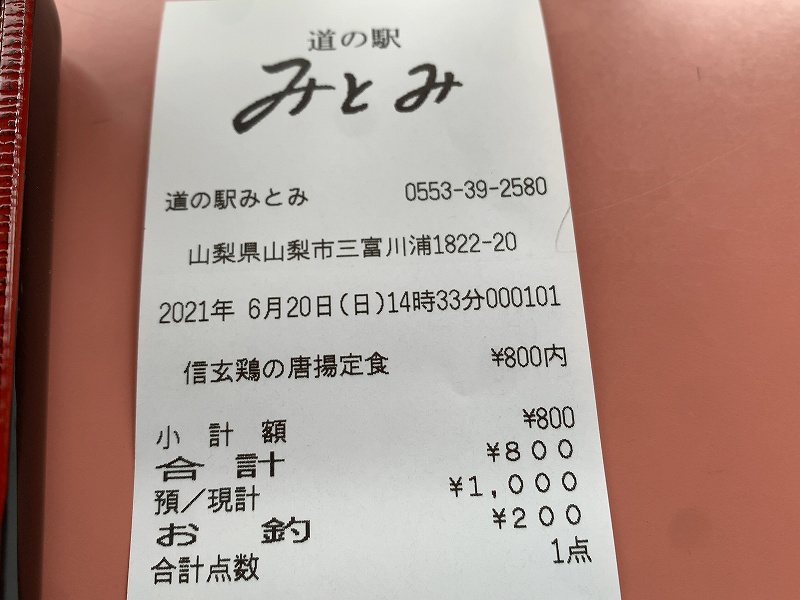 道の駅
みとみ
道の駅みとみ 0553-39-2580
山梨県山梨市三富川浦1822-20
2021年 6月20日(日)14時33分000101
信玄鶏の唐揚定食 ¥800内
小計額 ¥800
合計 ¥800
預/現計 ¥1,000
お釣 ¥200
合計点数 1点